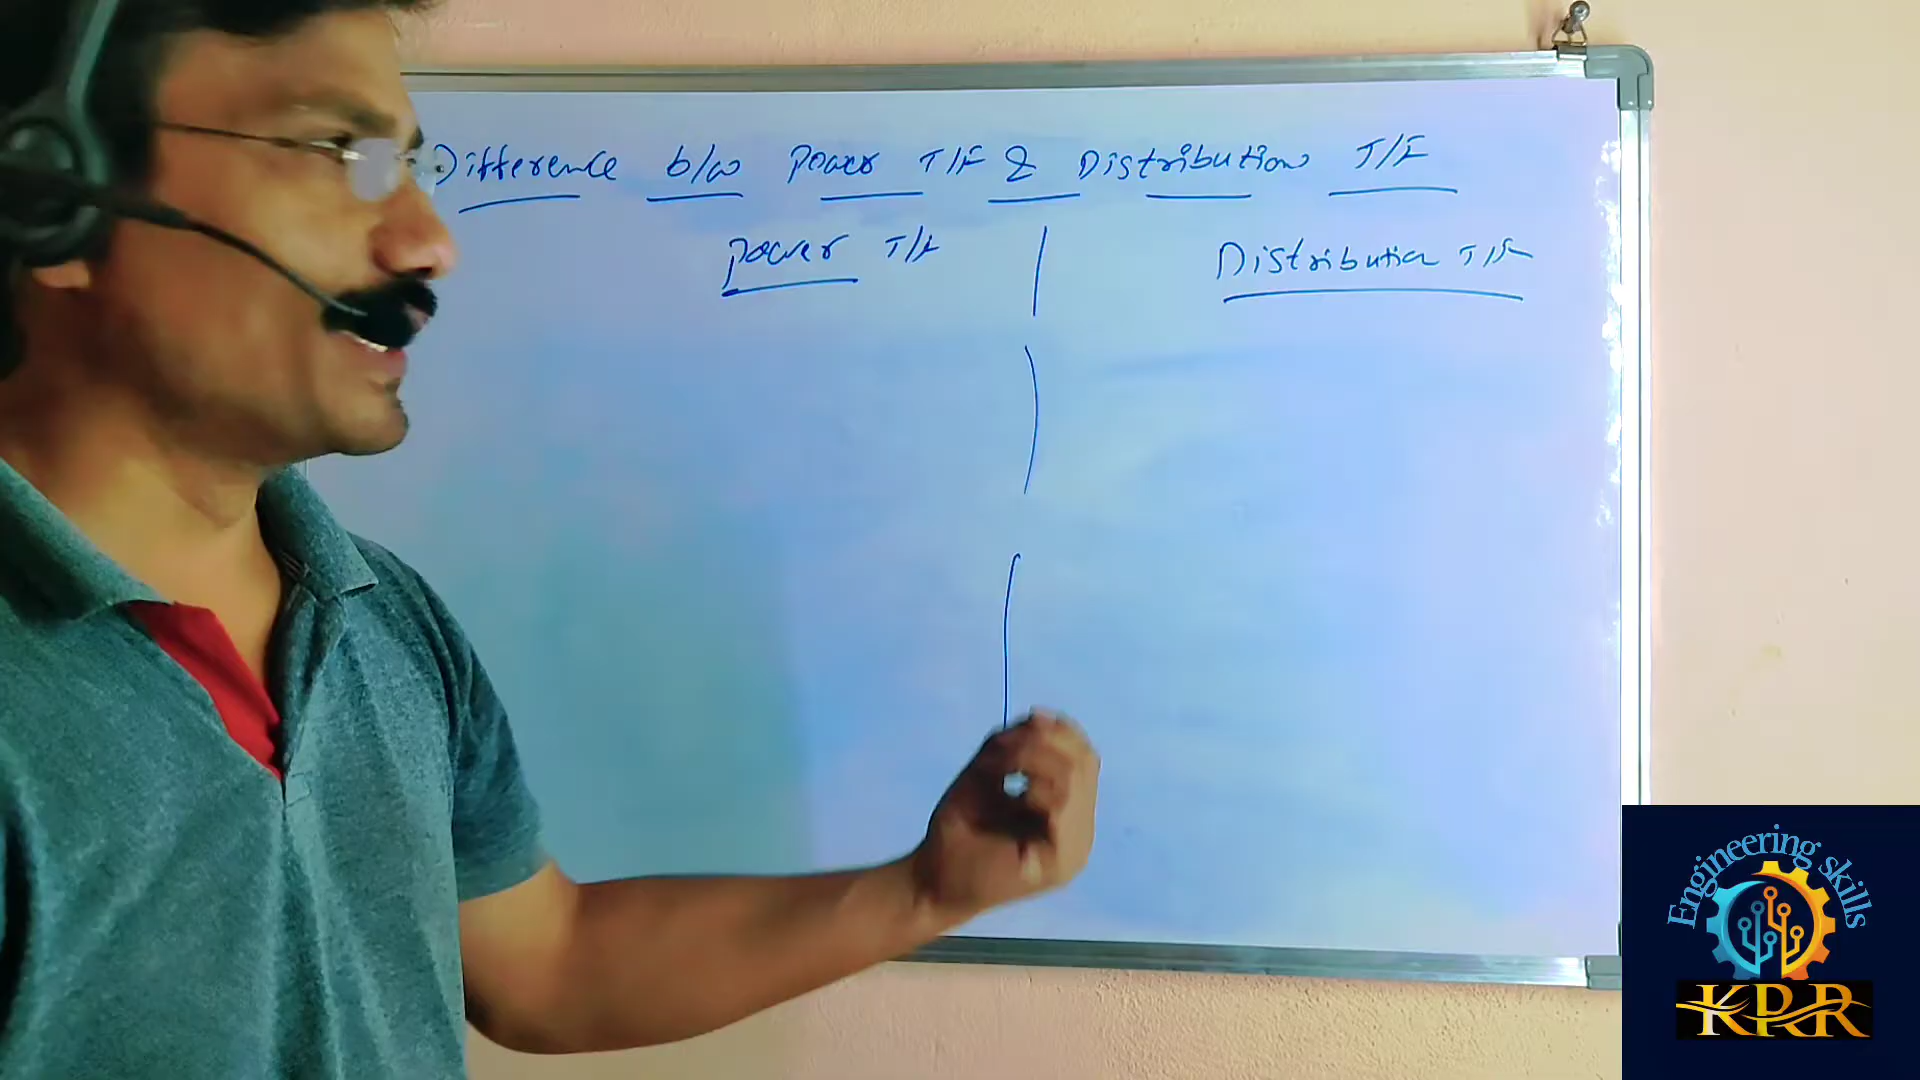 Difference b/w Power T/F & Distribution T/F
Power T/F
Distribution T/F
Engineering skills
KRR